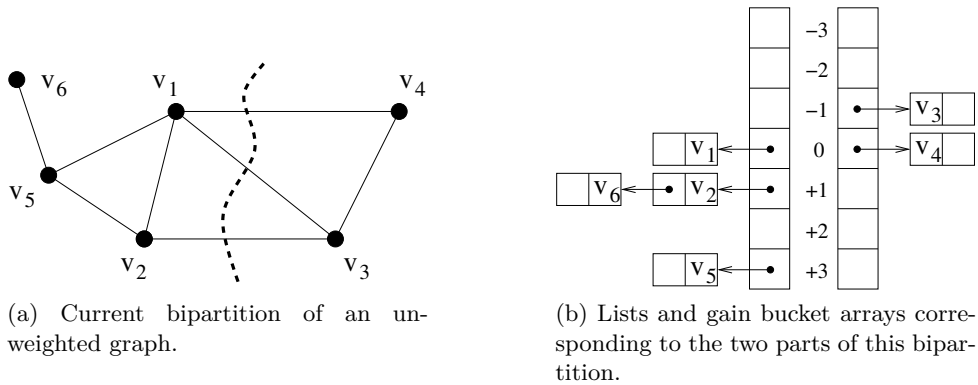 v6
v1
v4
v5
v2
v3
(a) Current bipartition of an un-
weighted graph.
−3
−2
−1
v3
v1
0
v4
v6
v2
+1
+2
v5
+3
(b) Lists and gain bucket arrays corre-
sponding to the two parts of this bipar-
tition.